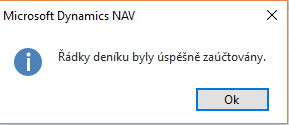 Microsoft Dynamics NAV
Řádky deníku byly úspěšně zaúčtovány.
Ok